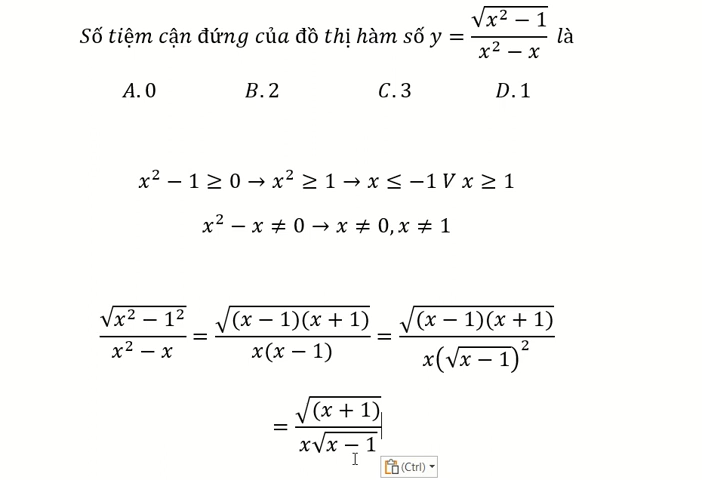 Số tiệm cận đứng của đồ thị hàm số y = √(x² − 1) / (x² − x) là
A. 0 B. 2 C. 3 D. 1
x² − 1 ≥ 0 → x² ≥ 1 → x ≤ −1 V x ≥ 1
x² − x ≠ 0 → x ≠ 0, x ≠ 1
√(x² − 1²) / (x² − x) = √((x − 1)(x + 1)) / (x(x − 1)) = √((x − 1)(x + 1)) / (x(√(x − 1))²)
= √((x + 1)) / (x√(x − 1))
(Ctrl)